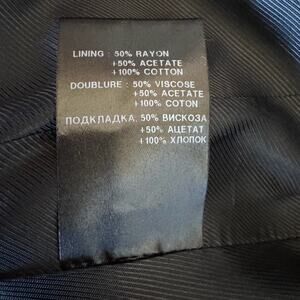 LINING : 50% RAYON
+50% ACETATE
+100% COTTON
DOUBLURE : 50% VISCOSE
+50% ACETATE
+100% COTON
ПОДКЛАДКА: 50% ВИСКОЗА
+50% АЦЕТАТ
+100% ХЛОПОК